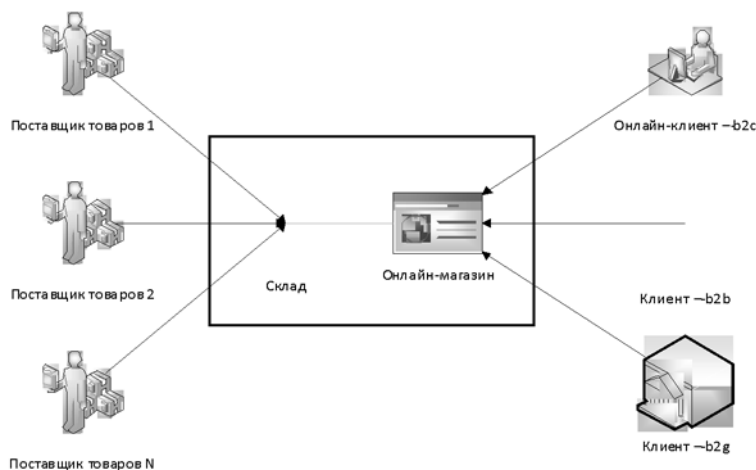 Поставщик товаров 1
Онлайн-клиент –b2c
Поставщик товаров 2
Склад
Онлайн-магазин
Клиент –b2b
Поставщик товаров N
Клиент –b2g